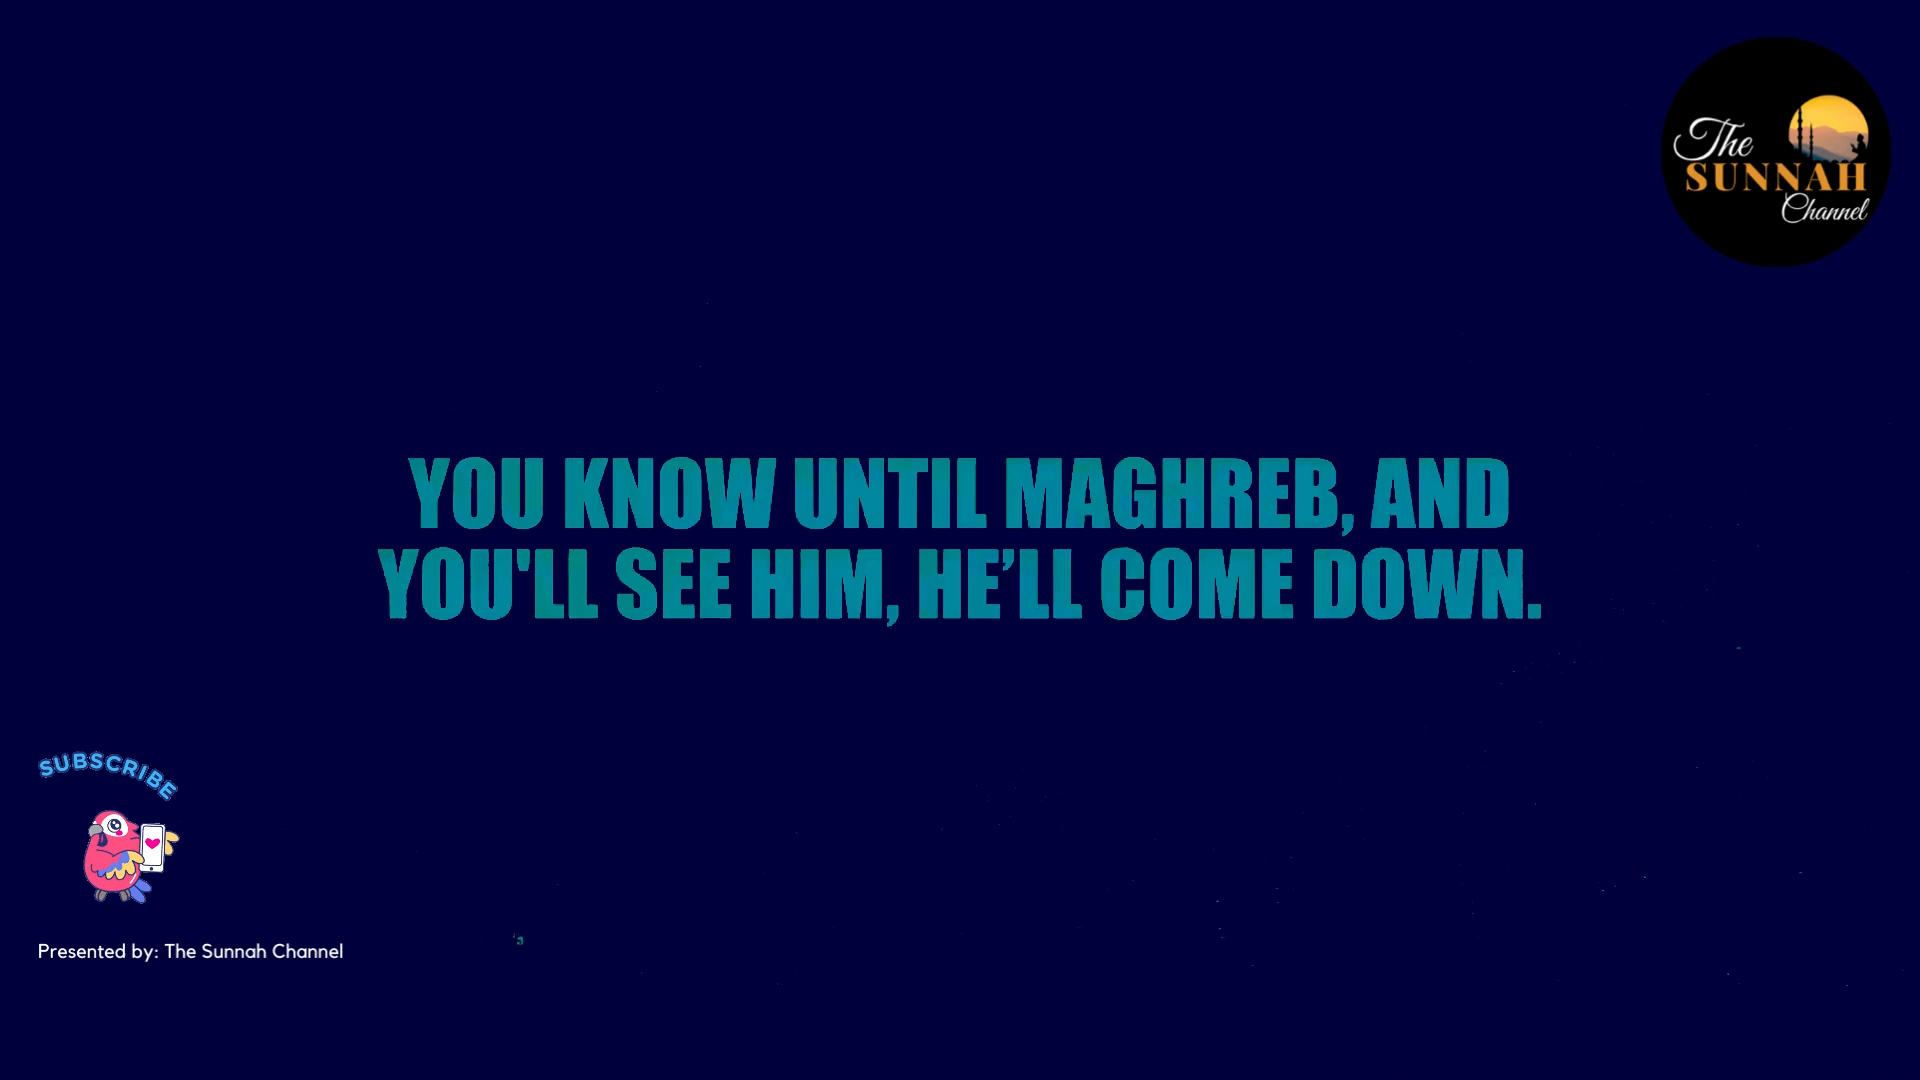 The
SUNNAH
Channel
YOU KNOW UNTIL MAGHREB, AND
YOU'LL SEE HIM, HE’LL COME DOWN.
SUBSCRIBE
Presented by: The Sunnah Channel